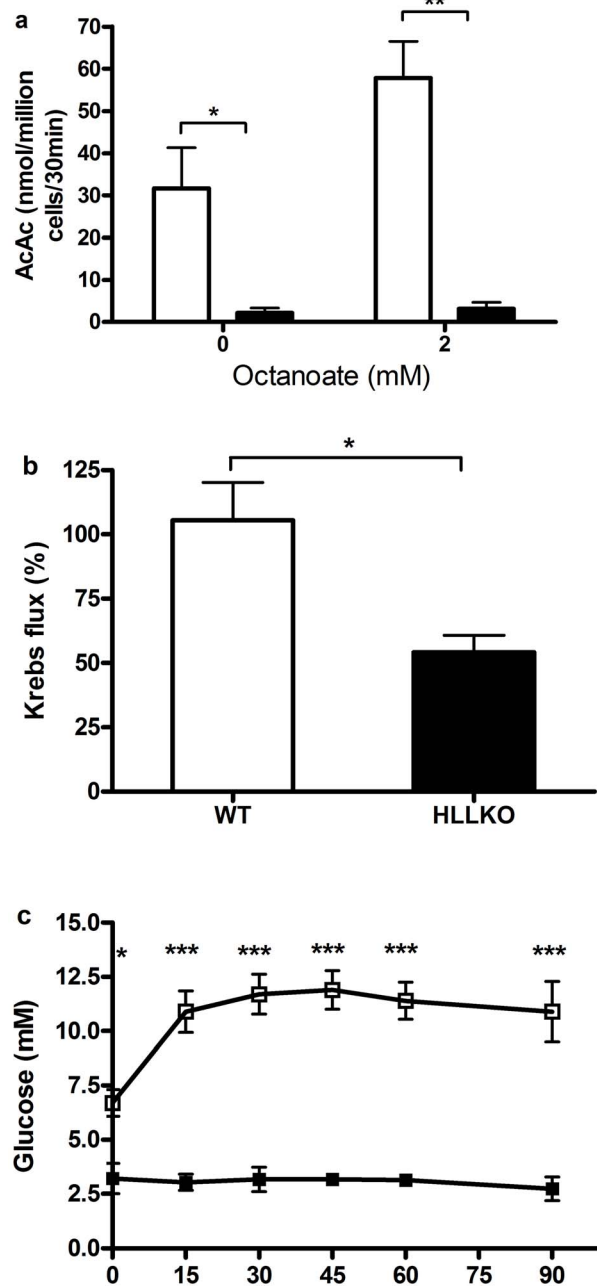 a
**
70
60
50
40
30
20
10
0
AcAc (nmol/million
cells/30min)
*
0
2
Octanoate (mM)
b
*
125
100
75
50
25
0
Krebs flux (%)
WT
HLLKO
c
15.0
12.5
10.0
7.5
5.0
2.5
0.0
Glucose (mM)
* *** *** *** *** ***
0 15 30 45 60 75 90